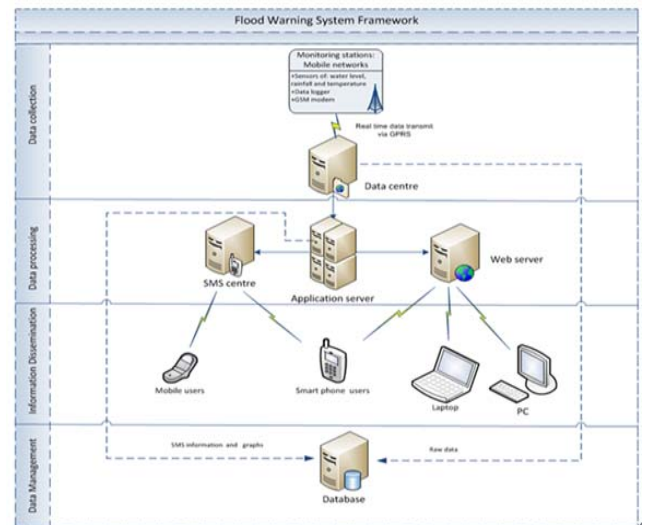 Flood Warning System Framework
Data collection
Monitoring stations:
Mobile networks
•Sensors of: water level,
rainfall and temperature
•Data logger
•GSM modem
Real time data transmit
via GPRS
Data centre
Data processing
SMS centre
Application server
Web server
Information Dissemination
Mobile users
Smart phone users
Laptop
PC
Data Management
SMS information and graphs
Raw data
Database